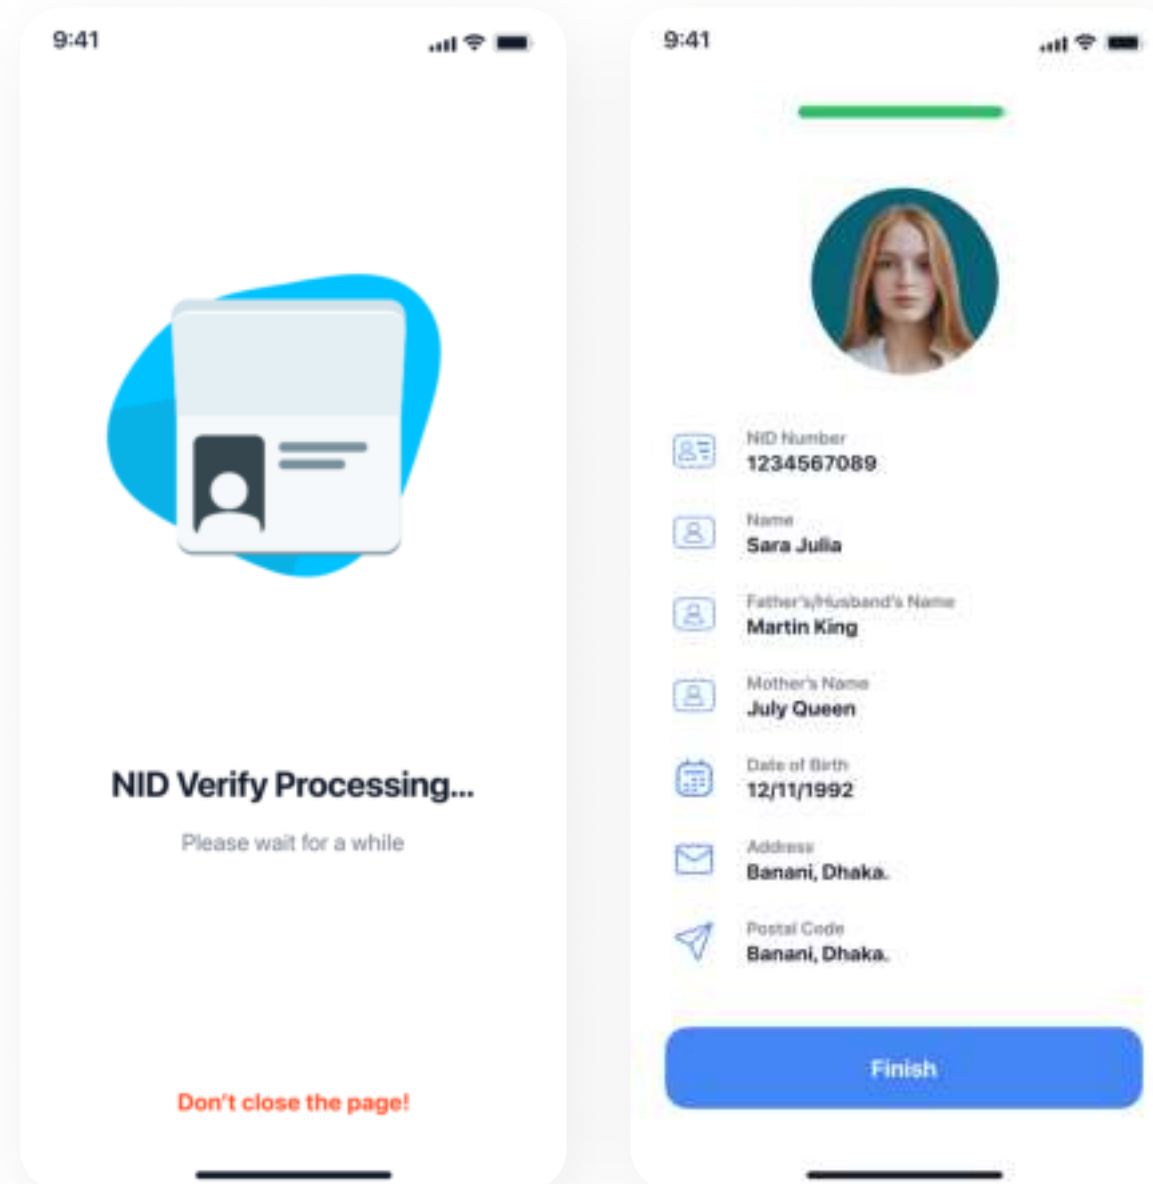 9:41
NID Verify Processing...
Please wait for a while
Don't close the page!
9:41
NID Number
1234567089
Name
Sara Julia
Father's/Husband's Name
Martin King
Mother's Name
July Queen
Date of Birth
12/11/1992
Address
Banani, Dhaka.
Postal Code
Banani, Dhaka.
Finish